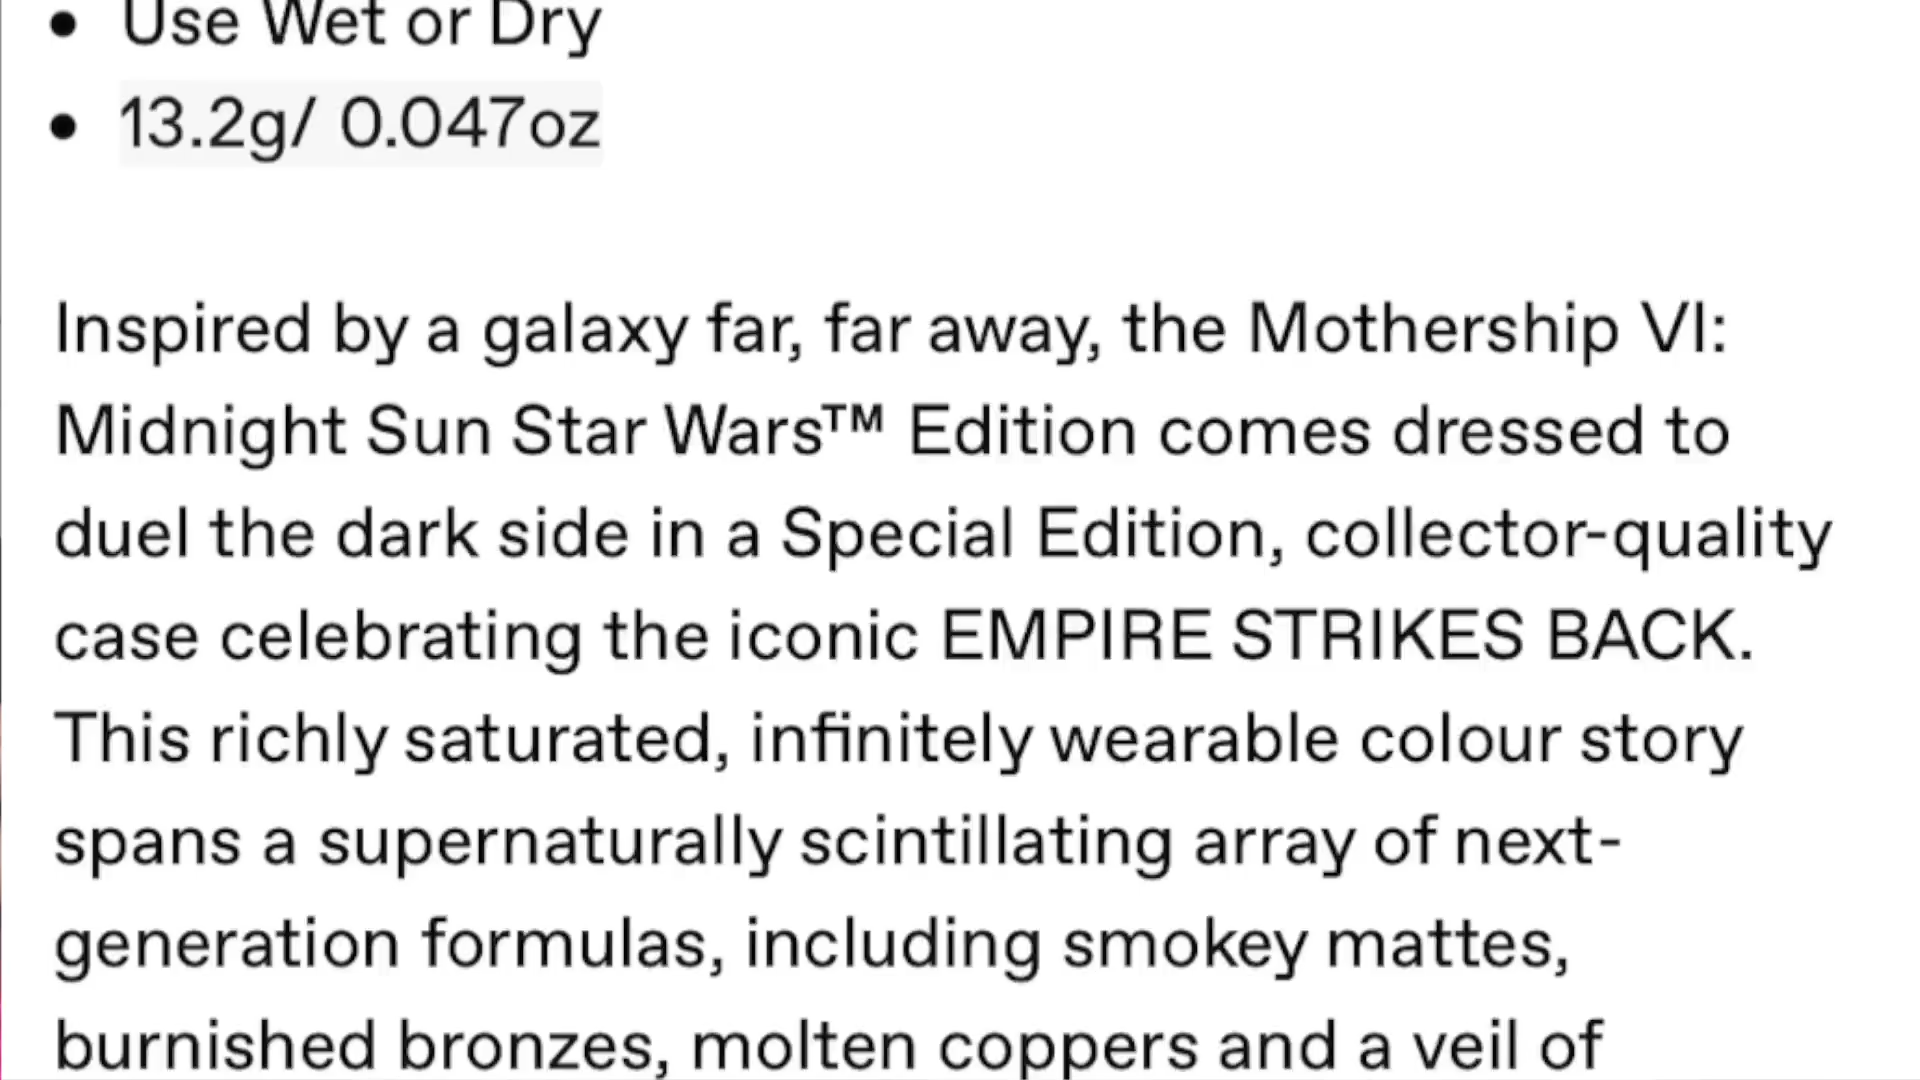 • Use Wet or Dry
• 13.2g/ 0.047oz
Inspired by a galaxy far, far away, the Mothership VI:
Midnight Sun Star Wars™ Edition comes dressed to
duel the dark side in a Special Edition, collector-quality
case celebrating the iconic EMPIRE STRIKES BACK.
This richly saturated, infinitely wearable colour story
spans a supernaturally scintillating array of next-
generation formulas, including smokey mattes,
burnished bronzes, molten coppers and a veil of